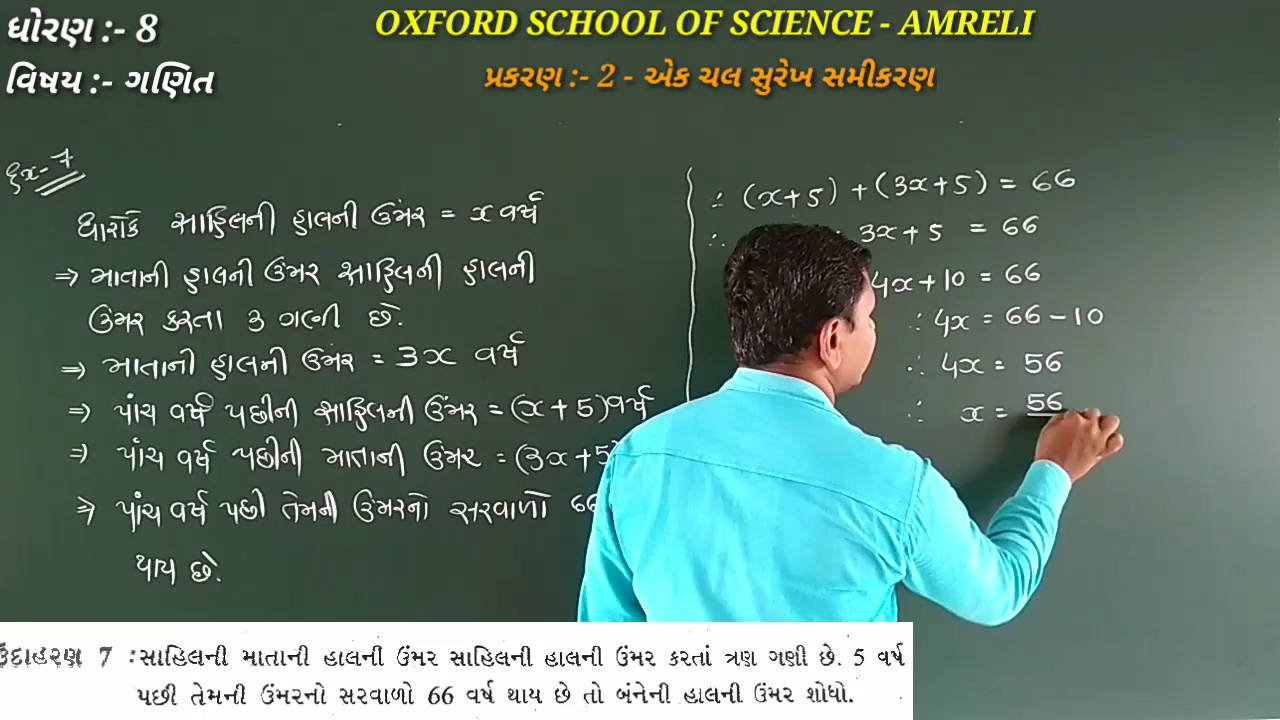 ધોરણ :- 8
OXFORD SCHOOL OF SCIENCE - AMRELI
વિષય :- ગણિત
પ્રકરણ :- 2 - એક ચલ સુરેખ સમીકરણ
Ex-7
ધારોકે સાહિલની હાલની ઉંમર = x વર્ષ
⇒ માતાની હાલની ઉંમર સાહિલની હાલની
ઉંમર કરતા 3 ગણી છે.
⇒ માતાની હાલની ઉંમર = 3x વર્ષ
⇒ પાંચ વર્ષ પછીની સાહિલની ઉંમર = (x + 5) વર્ષ
⇒ પાંચ વર્ષ પછીની માતાની ઉંમર = (3x + 5)
⇒ પાંચ વર્ષ પછી તેમની ઉંમરનો સરવાળો 66
થાય છે.
∴ (x + 5) + (3x + 5) = 66
∴ 3x + 5 = 66
4x + 10 = 66
∴ 4x = 66 - 10
∴ 4x = 56
∴ x = 56
ઉદાહરણ 7 : સાહિલની માતાની હાલની ઉંમર સાહિલની હાલની ઉંમર કરતાં ત્રણ ગણી છે. 5 વર્ષ
પછી તેમની ઉંમરનો સરવાળો 66 વર્ષ થાય છે તો બંનેની હાલની ઉંમર શોધો.